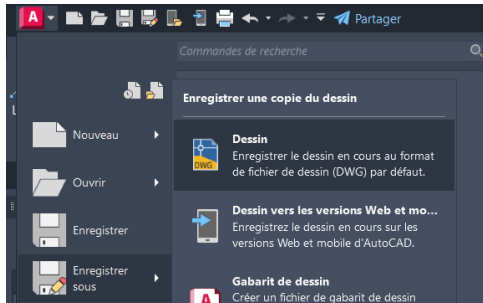 A Partager
Commandes de recherche
Enregistrer une copie du dessin
Nouveau
Ouvrir
Enregistrer
Enregistrer
sous
Dessin
DWG
Enregistrer le dessin en cours au format
de fichier de dessin (DWG) par défaut.
Dessin vers les versions Web et mo...
Enregistrez le dessin en cours sur les
versions Web et mobile d'AutoCAD.
Gabarit de dessin
A
Créer un fichier de gabarit de dessin